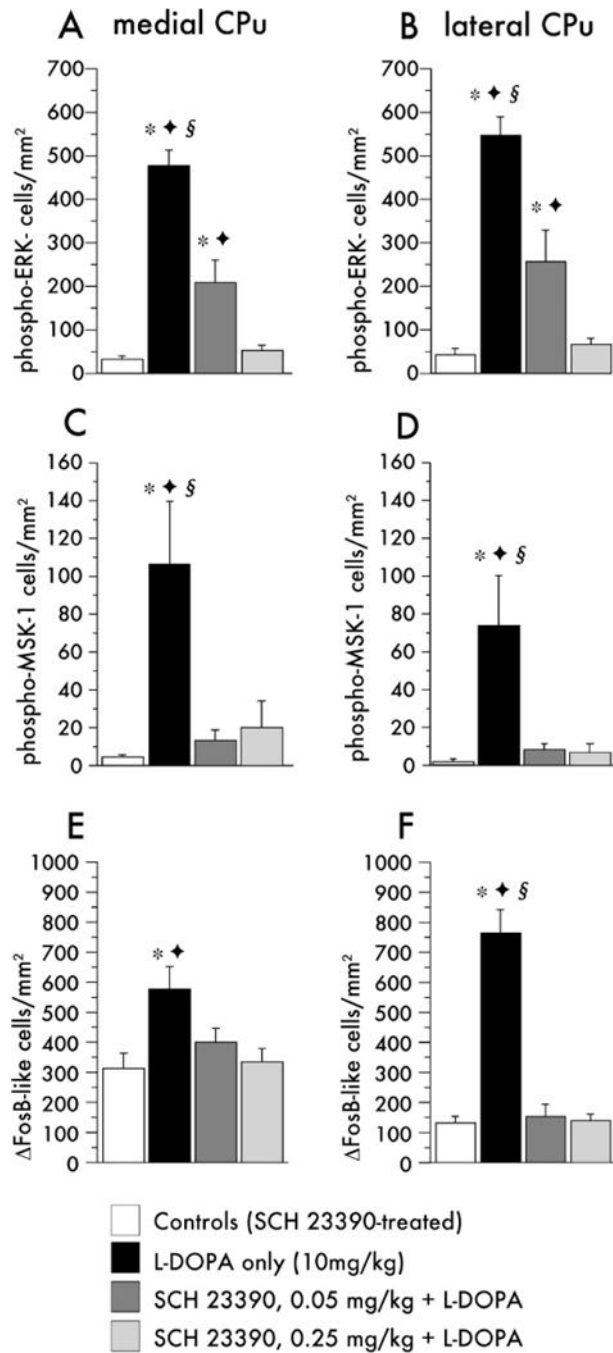 A medial CPu
B lateral CPu
phospho-ERK- cells/mm²
700
600
500
400
300
200
100
0
* ✦ §
* ✦
phospho-ERK- cells/mm²
700
600
500
400
300
200
100
0
* ✦ §
* ✦
C
phospho-MSK-1 cells/mm²
160
140
120
100
80
60
40
20
0
* ✦ §
D
phospho-MSK-1 cells/mm²
160
140
120
100
80
60
40
20
0
* ✦ §
E
ΔFosB-like cells/mm²
1000
900
800
700
600
500
400
300
200
100
0
* ✦
F
ΔFosB-like cells/mm²
1000
900
800
700
600
500
400
300
200
100
0
* ✦ §
Controls (SCH 23390-treated)
L-DOPA only (10mg/kg)
SCH 23390, 0.05 mg/kg + L-DOPA
SCH 23390, 0.25 mg/kg + L-DOPA